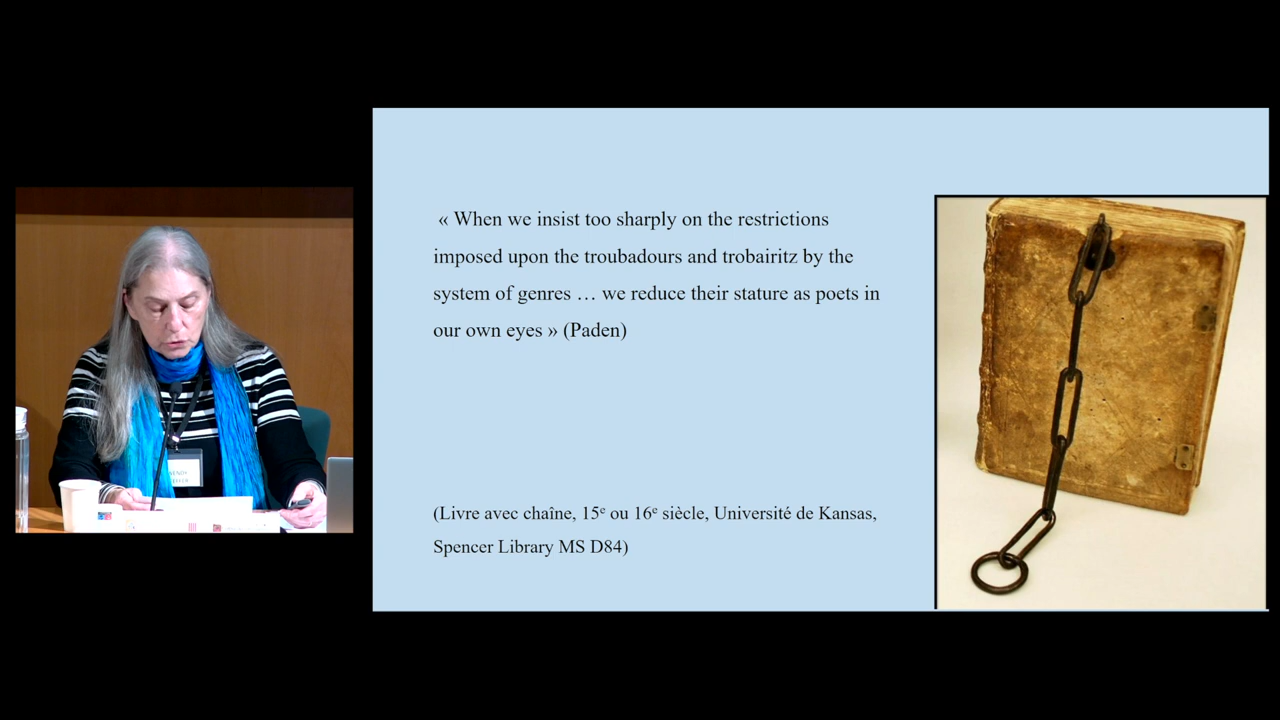 « When we insist too sharply on the restrictions
imposed upon the troubadours and trobairitz by the
system of genres … we reduce their stature as poets in
our own eyes » (Paden)
(Livre avec chaîne, 15ᵉ ou 16ᵉ siècle, Université de Kansas,
Spencer Library MS D84)